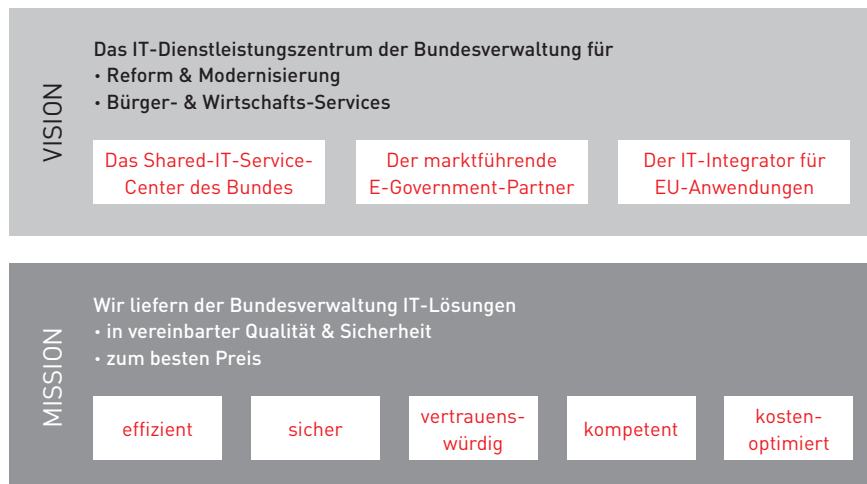 VISION
Das IT-Dienstleistungszentrum der Bundesverwaltung für
• Reform & Modernisierung
• Bürger- & Wirtschafts-Services
Das Shared-IT-Service-
Center des Bundes
Der marktführende
E-Government-Partner
Der IT-Integrator für
EU-Anwendungen
MISSION
Wir liefern der Bundesverwaltung IT-Lösungen
• in vereinbarter Qualität & Sicherheit
• zum besten Preis
effizient
sicher
vertrauens-
würdig
kompetent
kosten-
optimiert